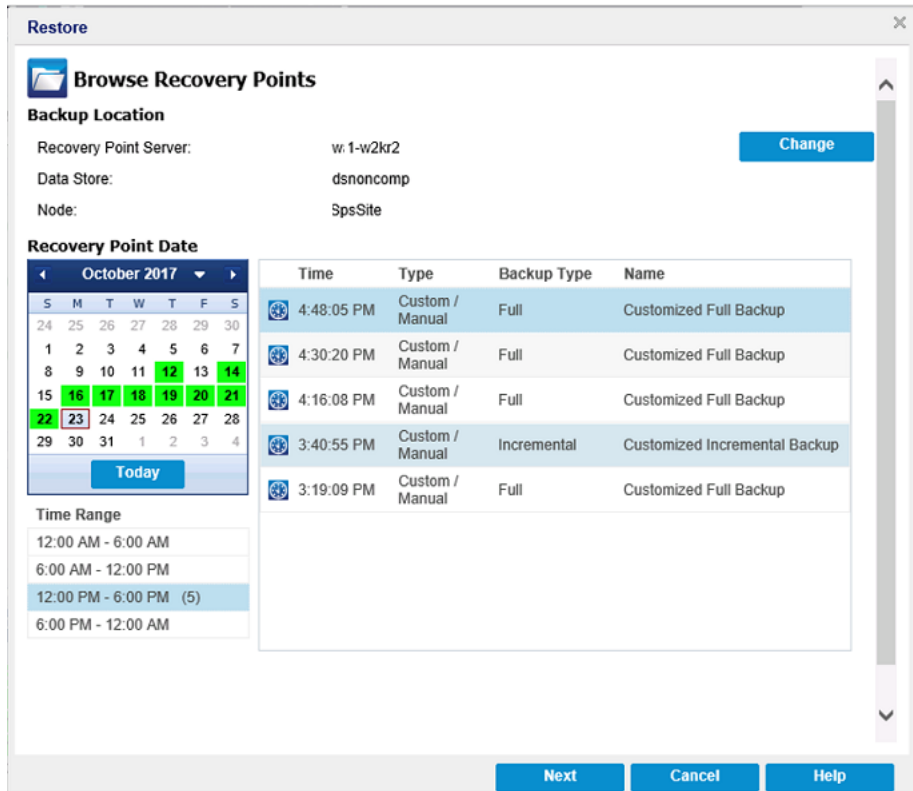 Restore
Browse Recovery Points
Backup Location
Recovery Point Server: w 1-w2kr2
Change
Data Store: dsnoncomp
Node: SpsSite
Recovery Point Date
October 2017
S M T W T F S
24 25 26 27 28 29 30
1 2 3 4 5 6 7
8 9 10 11 12 13 14
15 16 17 18 19 20 21
22 23 24 25 26 27 28
29 30 31 1 2 3 4
Today
Time Range
12:00 AM - 6:00 AM
6:00 AM - 12:00 PM
12:00 PM - 6:00 PM (5)
6:00 PM - 12:00 AM
Time Type Backup Type Name
4:48:05 PM Custom / Manual Full Customized Full Backup
4:30:20 PM Custom / Manual Full Customized Full Backup
4:16:08 PM Custom / Manual Full Customized Full Backup
3:40:55 PM Custom / Manual Incremental Customized Incremental Backup
3:19:09 PM Custom / Manual Full Customized Full Backup
Next Cancel Help